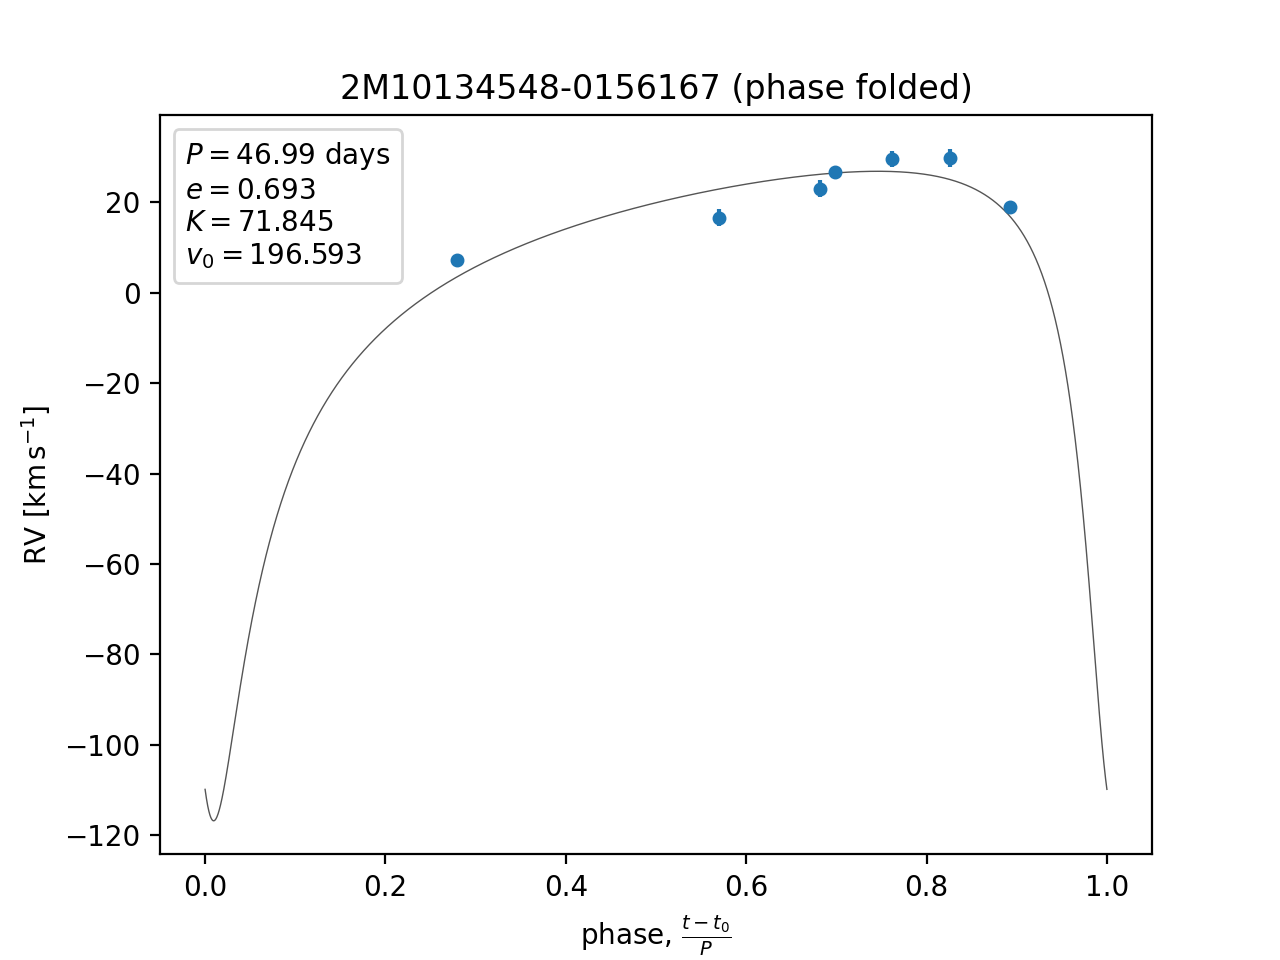 2M10134548-0156167 (phase folded)
P = 46.99 days
e = 0.693
K = 71.845
v₀ = 196.593
20
0
−20
−40
−60
−80
−100
−120
RV [km s⁻¹]
0.0 0.2 0.4 0.6 0.8 1.0
phase, (t − t₀)/P